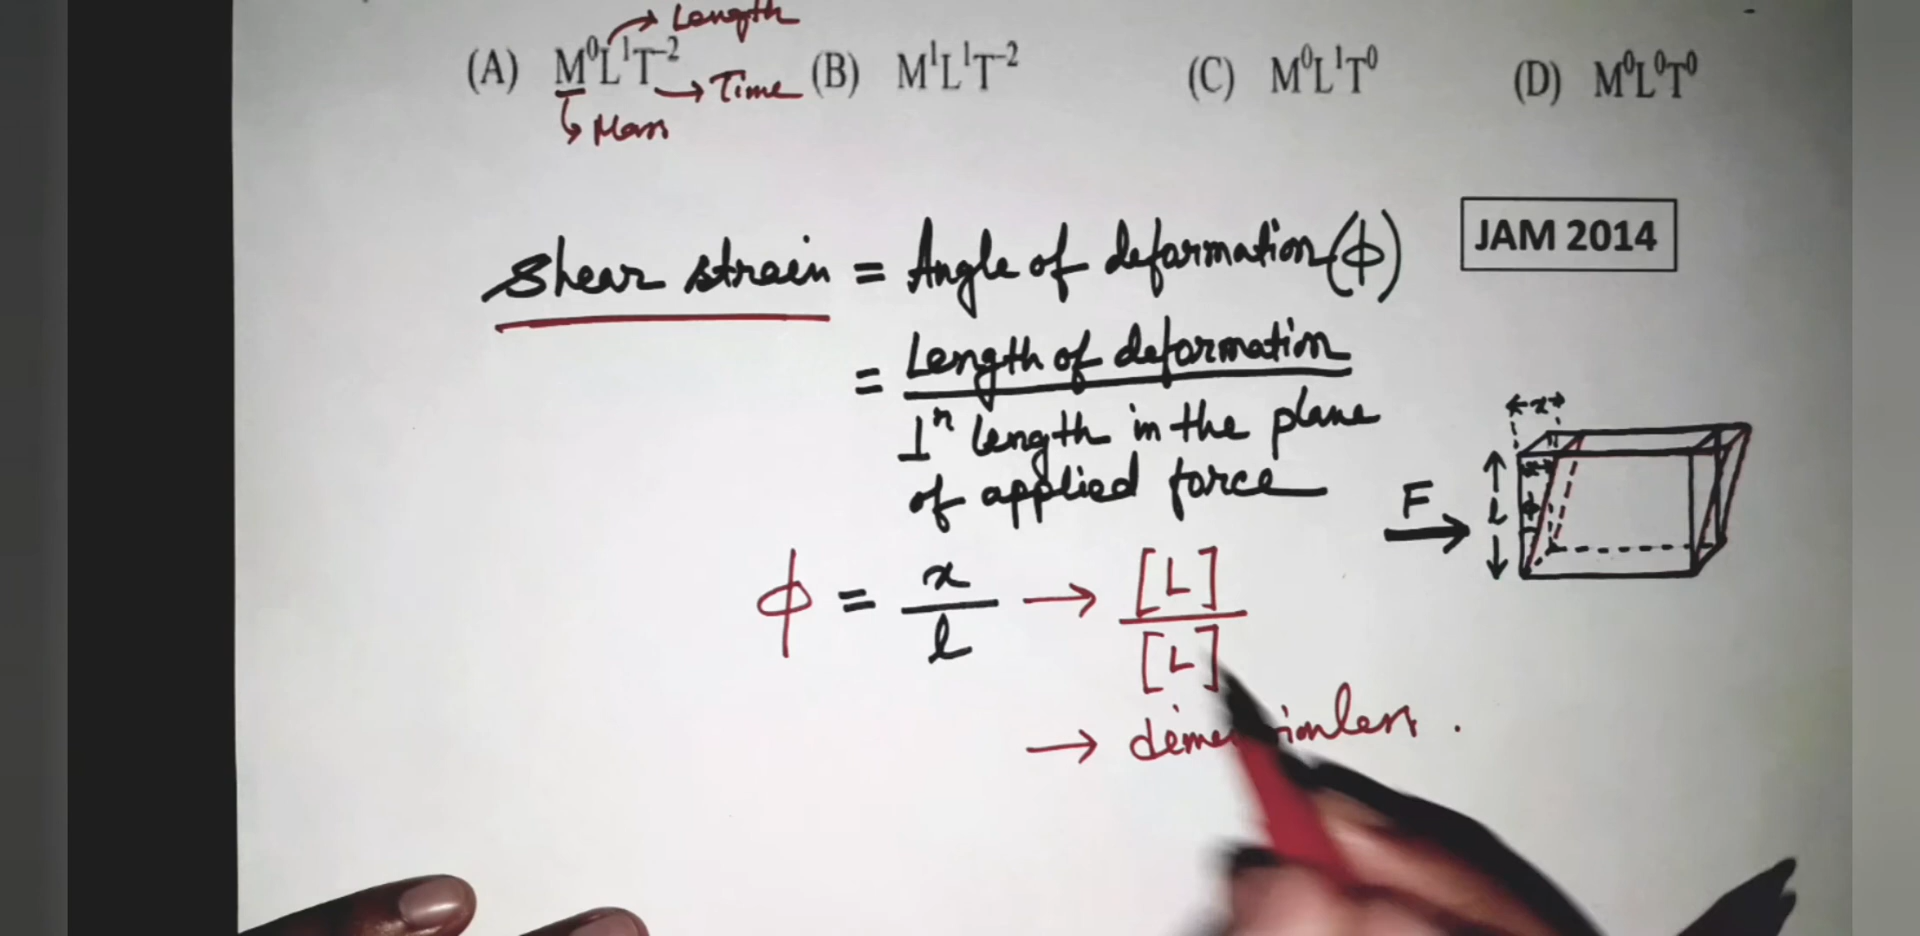 Length
(A) M⁰L¹T⁻² (B) M¹L¹T⁻² (C) M⁰L¹T⁰ (D) M⁰L⁰T⁰
Time
Mass
JAM 2014
Shear strain = Angle of deformation (ϕ)
= Length of deformation
⊥ʳ length in the plane
of applied force
x
F
l
ϕ
ϕ = x/l → [L]/[L]
→